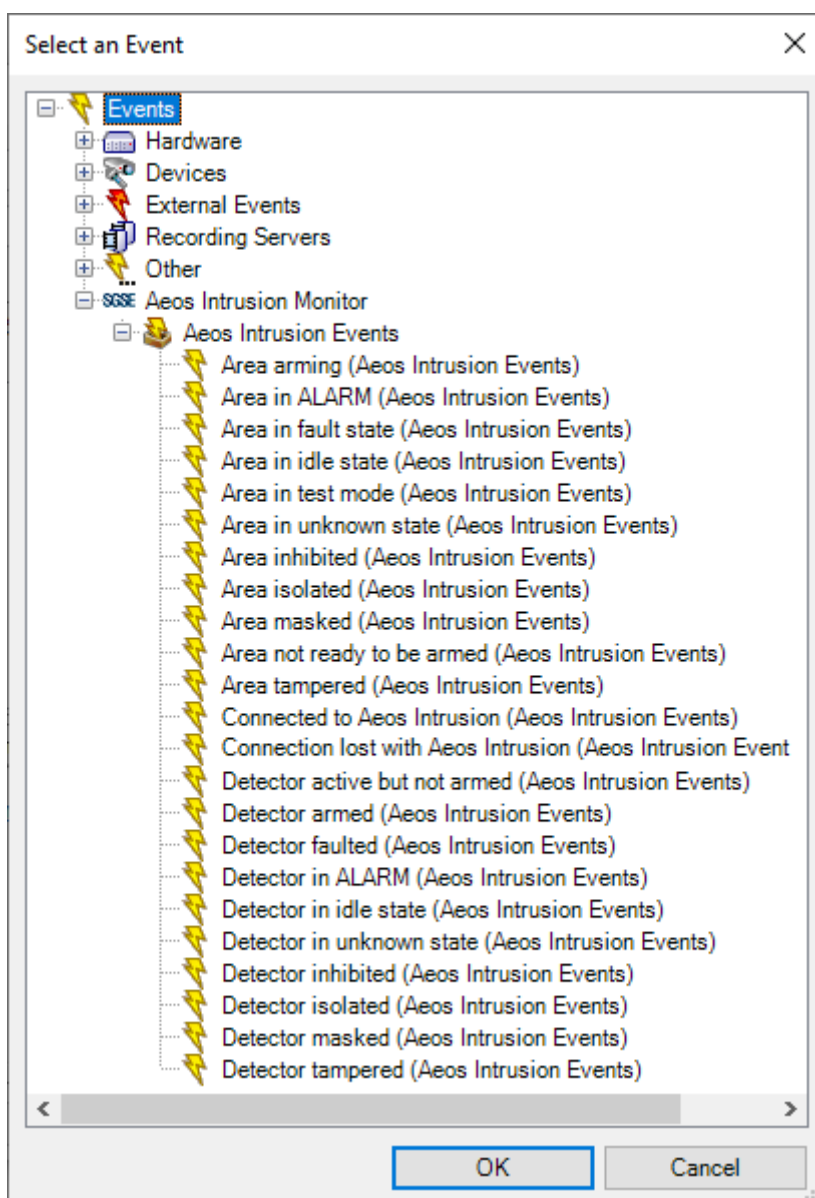 Select an Event
Events
Hardware
Devices
External Events
Recording Servers
Other
SGSE Aeos Intrusion Monitor
Aeos Intrusion Events
Area arming (Aeos Intrusion Events)
Area in ALARM (Aeos Intrusion Events)
Area in fault state (Aeos Intrusion Events)
Area in idle state (Aeos Intrusion Events)
Area in test mode (Aeos Intrusion Events)
Area in unknown state (Aeos Intrusion Events)
Area inhibited (Aeos Intrusion Events)
Area isolated (Aeos Intrusion Events)
Area masked (Aeos Intrusion Events)
Area not ready to be armed (Aeos Intrusion Events)
Area tampered (Aeos Intrusion Events)
Connected to Aeos Intrusion (Aeos Intrusion Events)
Connection lost with Aeos Intrusion (Aeos Intrusion Event
Detector active but not armed (Aeos Intrusion Events)
Detector armed (Aeos Intrusion Events)
Detector faulted (Aeos Intrusion Events)
Detector in ALARM (Aeos Intrusion Events)
Detector in idle state (Aeos Intrusion Events)
Detector in unknown state (Aeos Intrusion Events)
Detector inhibited (Aeos Intrusion Events)
Detector isolated (Aeos Intrusion Events)
Detector masked (Aeos Intrusion Events)
Detector tampered (Aeos Intrusion Events)
OK Cancel